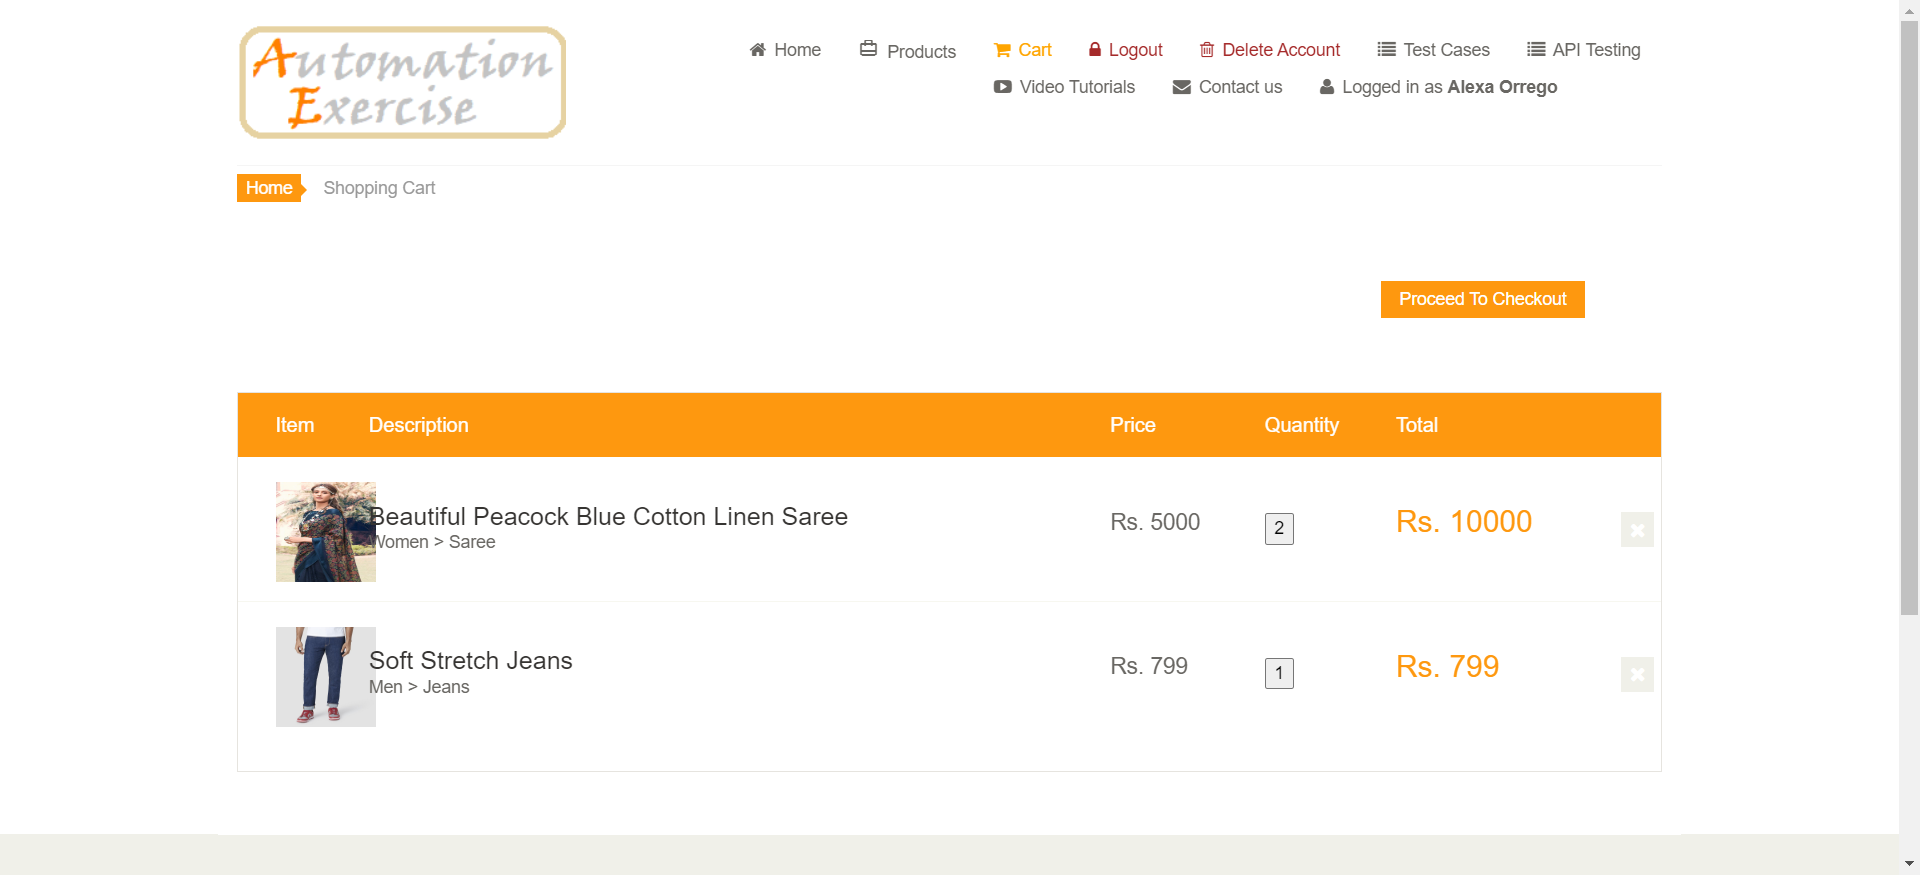 Automation
Exercise
Home Products Cart Logout Delete Account Test Cases API Testing
Video Tutorials Contact us Logged in as Alexa Orrego
Home Shopping Cart
Proceed To Checkout
Item Description Price Quantity Total
Beautiful Peacock Blue Cotton Linen Saree Rs. 5000 2 Rs. 10000
Women > Saree
Soft Stretch Jeans Rs. 799 1 Rs. 799
Men > Jeans